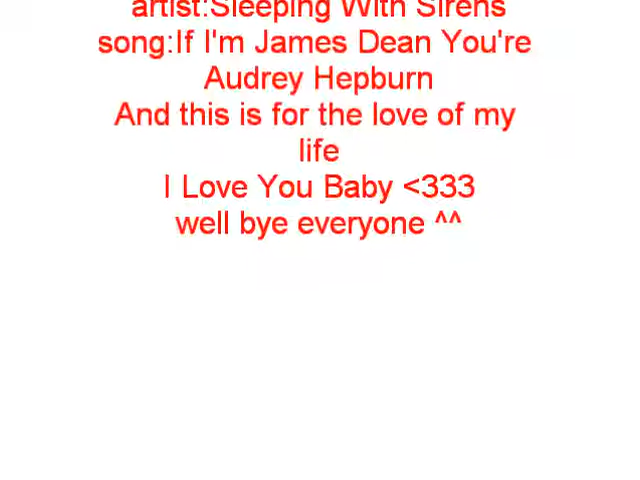 artist:Sleeping With Sirens
song:If I'm James Dean You're
Audrey Hepburn
And this is for the love of my
life
I Love You Baby <333
well bye everyone ^^